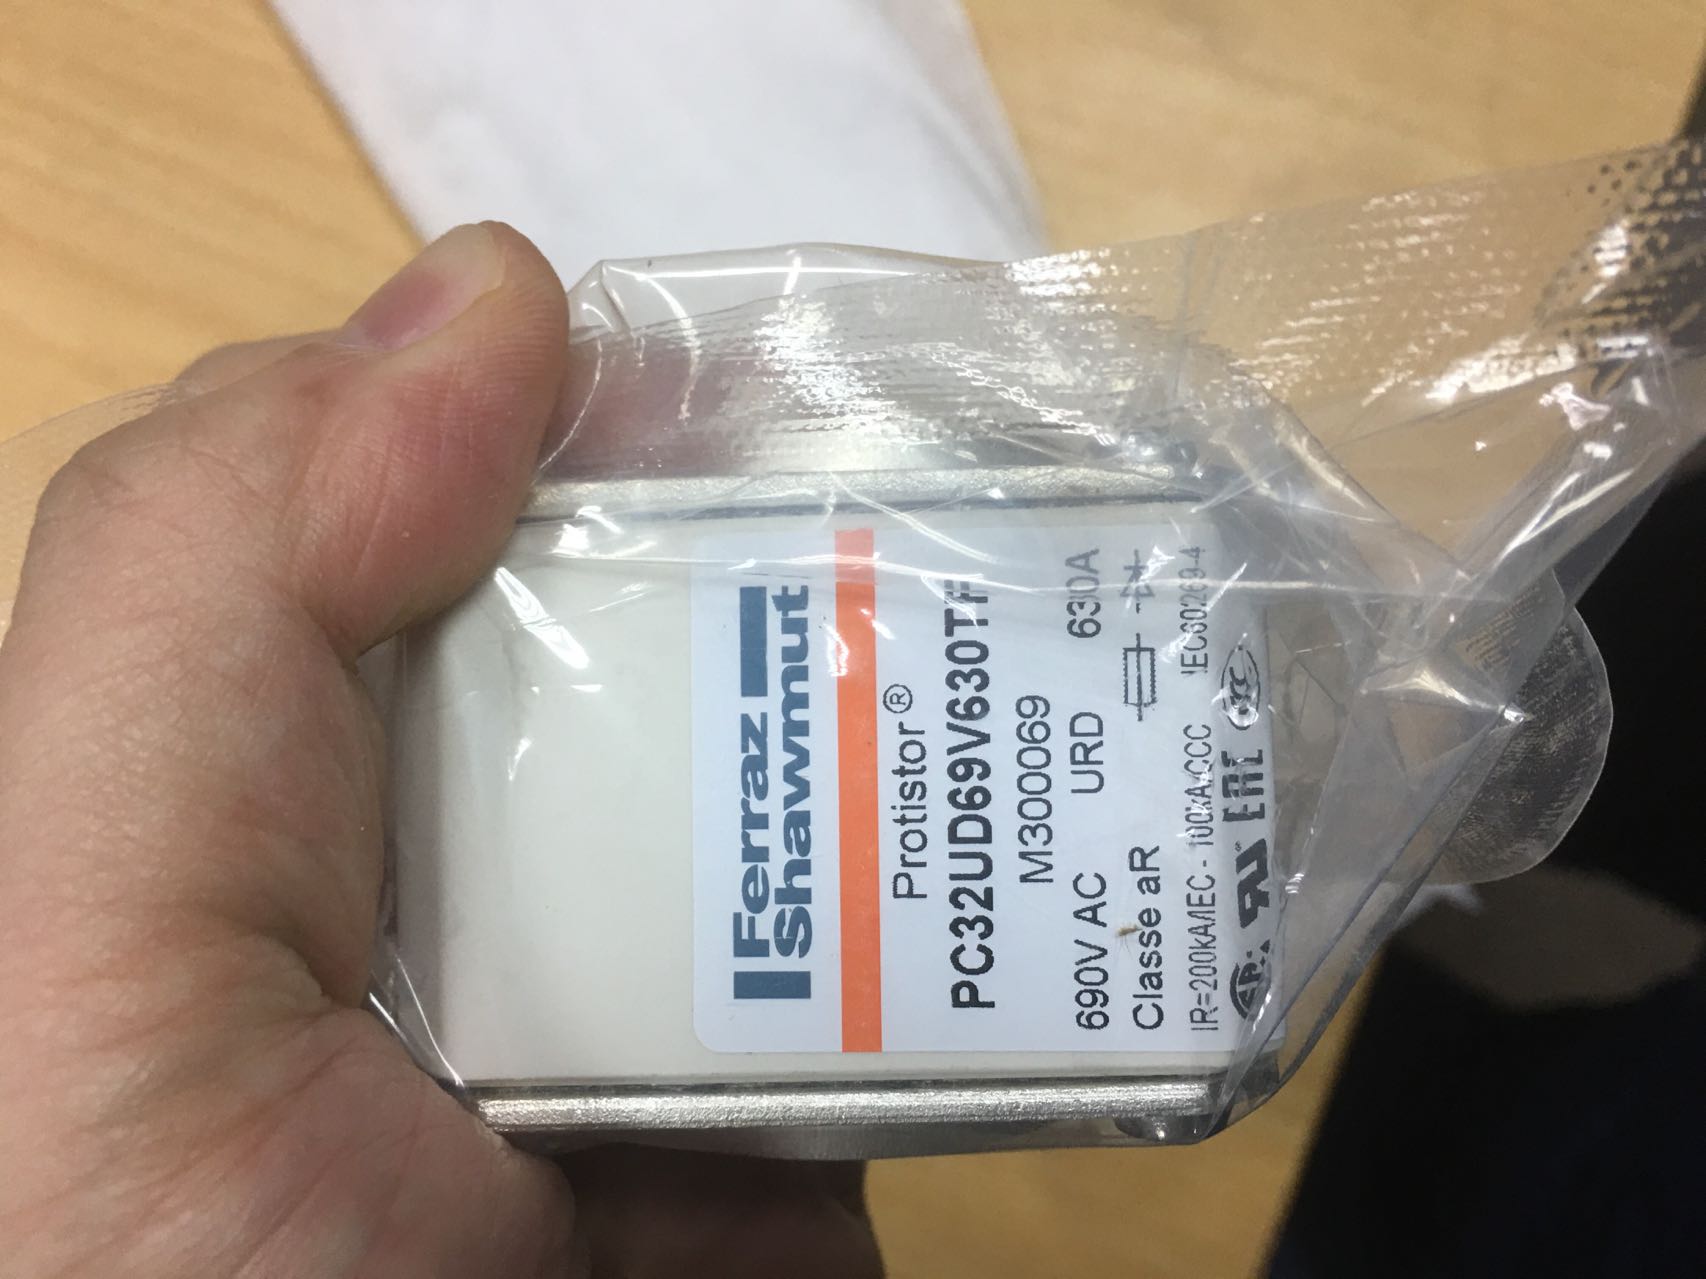 Ferraz
Shawmut
Protistor®
PC32UD69V630TF
M300069
690V AC URD 630A
Classe aR
IR=200kA/IEC - 100kA/CCC IEC60269-4